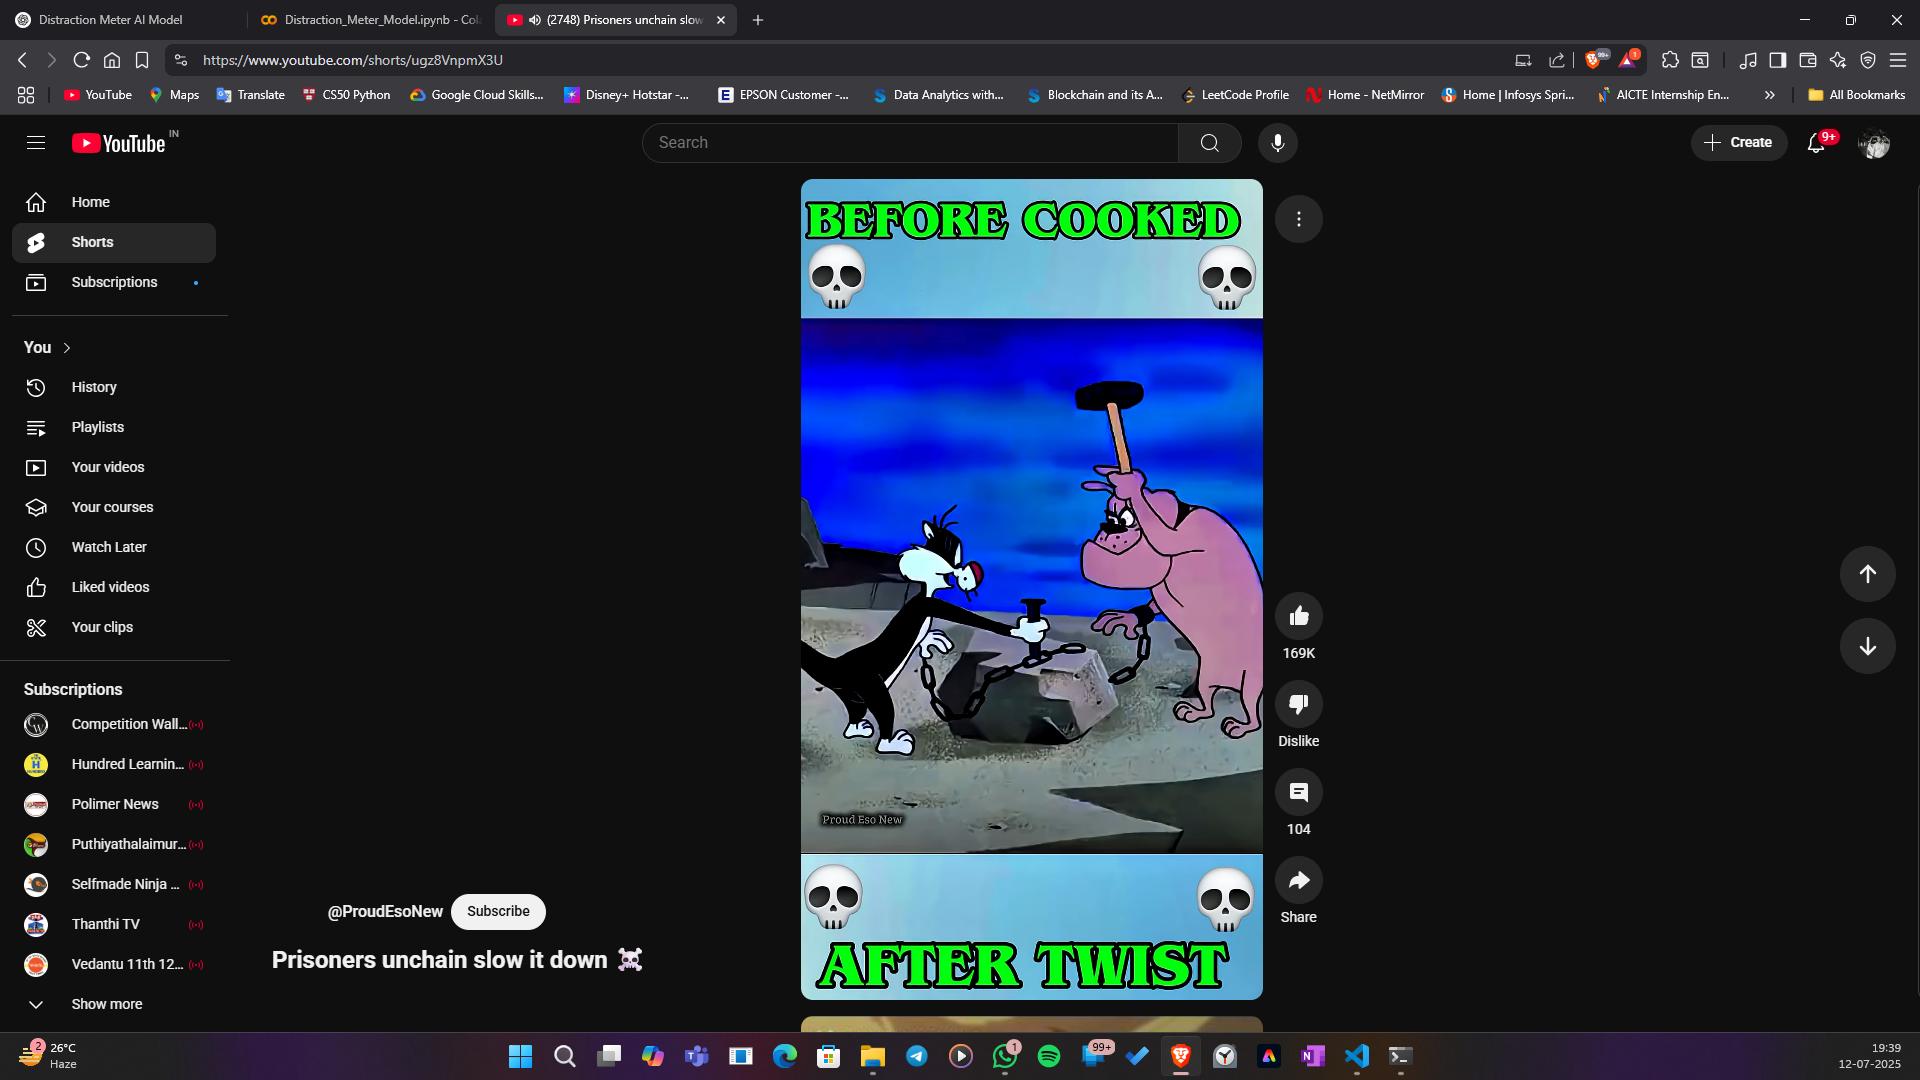 Distraction Meter AI Model
Distraction_Meter_Model.ipynb - Col
(2748) Prisoners unchain slow
https://www.youtube.com/shorts/ugz8VnpmX3U
99+
1
YouTube
Maps
Translate
CS50 Python
Google Cloud Skills...
Disney+ Hotstar -...
EPSON Customer -...
Data Analytics with...
Blockchain and its A...
LeetCode Profile
Home - NetMirror
Home | Infosys Spri...
AICTE Internship En...
All Bookmarks
YouTube IN
Search
Create
9+
Home
Shorts
Subscriptions
You
History
Playlists
Your videos
Your courses
Watch Later
Liked videos
Your clips
Subscriptions
Competition Wall...
Hundred Learnin...
Polimer News
Puthiyathalaimur...
Selfmade Ninja ...
Thanthi TV
Vedantu 11th 12...
Show more
BEFORE COOKED
Proud Eso New
AFTER TWIST
@ProudEsoNew
Subscribe
Prisoners unchain slow it down ☠️
169K
Dislike
104
Share
2
26°C
Haze
1
99+
19:39
12-07-2025